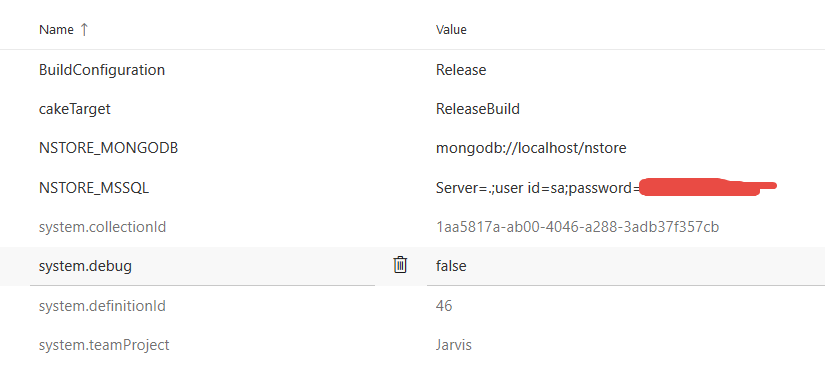 Name ↑ Value
BuildConfiguration Release
cakeTarget ReleaseBuild
NSTORE_MONGODB mongodb://localhost/nstore
NSTORE_MSSQL Server=.;user id=sa;password=
system.collectionId 1aa5817a-ab00-4046-a288-3adb37f357cb
system.debug false
system.definitionId 46
system.teamProject Jarvis